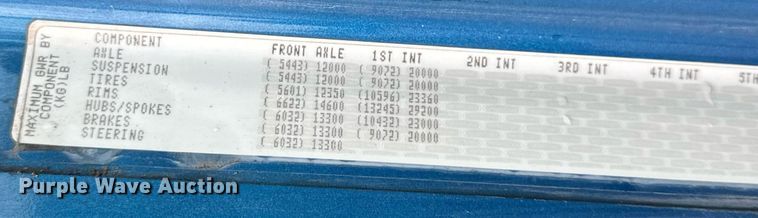 MAXIMUM GWR BY
COMPONENT
(KG)LB
COMPONENT FRONT AXLE 1ST INT 2ND INT 3RD INT 4TH INT 5TH
AXLE ( 5443) 12000 ( 9072) 20000
SUSPENSION ( 5443) 12000 ( 9072) 20000
TIRES ( 5601) 12350 (10596) 23360
RIMS ( 6622) 14600 (13245) 29200
HUBS/SPOKES ( 6032) 13300 (10432) 23000
BRAKES ( 6032) 13300 ( 9072) 20000
STEERING ( 6032) 13300
Purple Wave Auction